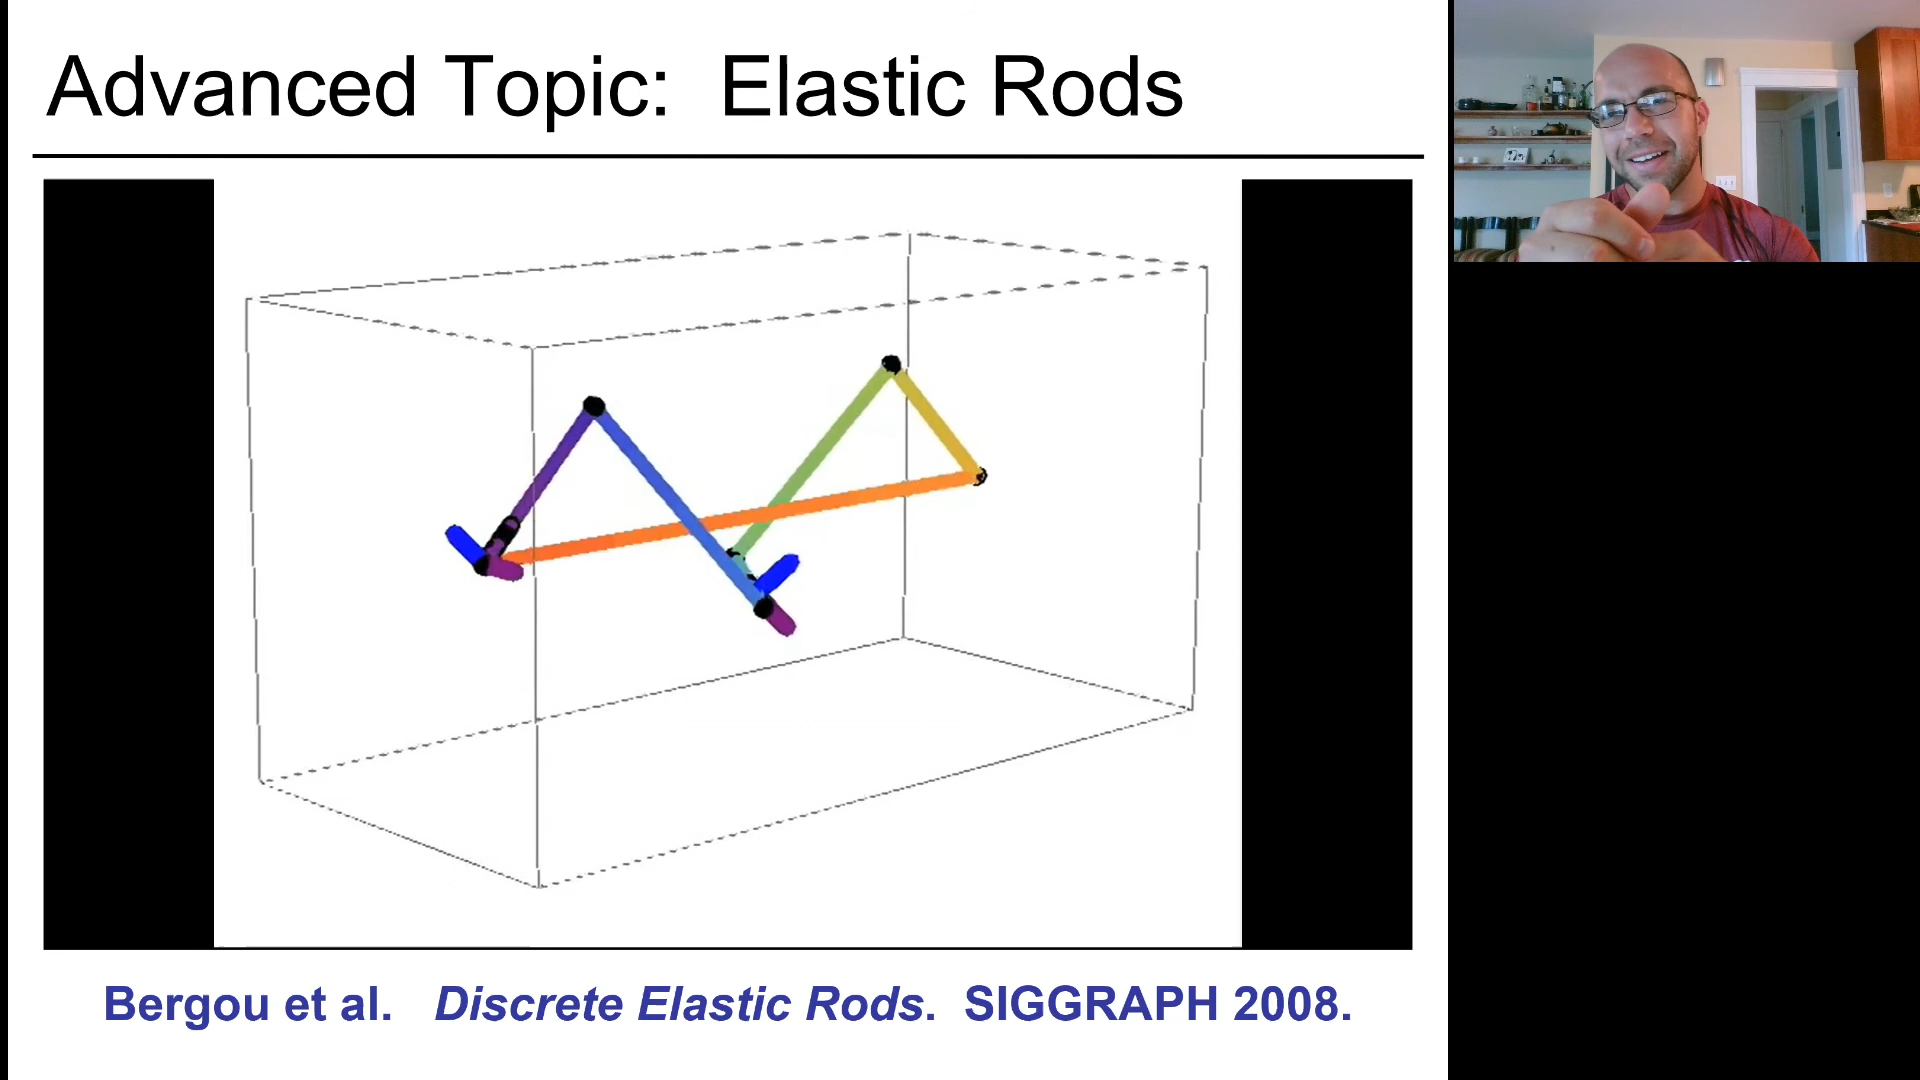 Advanced Topic: Elastic Rods
Bergou et al. Discrete Elastic Rods. SIGGRAPH 2008.